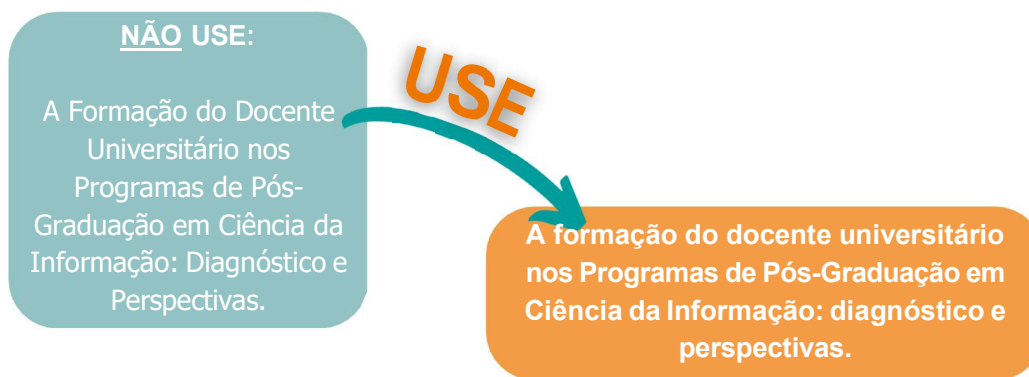 NÃO USE:
A Formação do Docente
Universitário nos
Programas de Pós-
Graduação em Ciência da
Informação: Diagnóstico e
Perspectivas.
USE
A formação do docente universitário
nos Programas de Pós-Graduação em
Ciência da Informação: diagnóstico e
perspectivas.